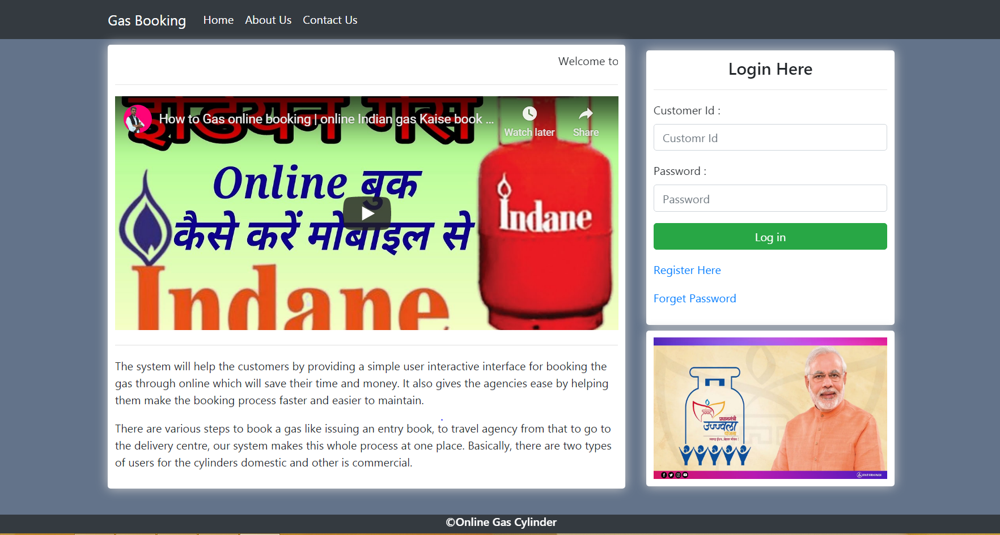 Gas Booking
Home
About Us
Contact Us
Welcome to
इंडियन गैस
How to Gas online booking | online Indian gas Kaise book ...
Watch later
Share
Online बुक
कैसे करें मोबाइल से
Indane
Indane
The system will help the customers by providing a simple user interactive interface for booking the
gas through online which will save their time and money. It also gives the agencies ease by helping
them make the booking process faster and easier to maintain.
There are various steps to book a gas like issuing an entry book, to travel agency from that to go to
the delivery centre, our system makes this whole process at one place. Basically, there are two types
of users for the cylinders domestic and other is commercial.
Login Here
Customer Id :
Customr Id
Password :
Password
Log in
Register Here
Forget Password
प्रधानमंत्री
उज्ज्वला
योजना
स्वच्छ ईंधन, बेहतर जीवन !
ENTERHINDI
©Online Gas Cylinder